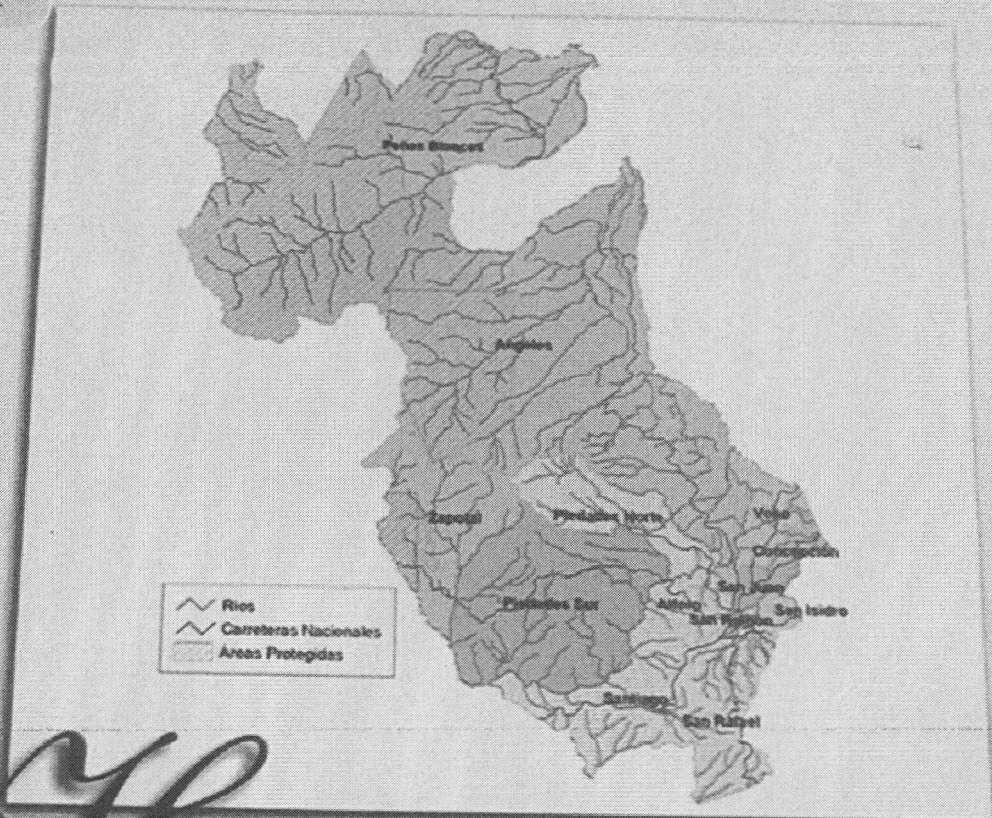 Peñas Blancas
Angeles
Zapotal
Piedades Norte
Volio
Concepción
San Juan
Piedades Sur
Alfaro
San Isidro
San Ramón
Ríos
Carreteras Nacionales
Áreas Protegidas
Santiago
San Rafael